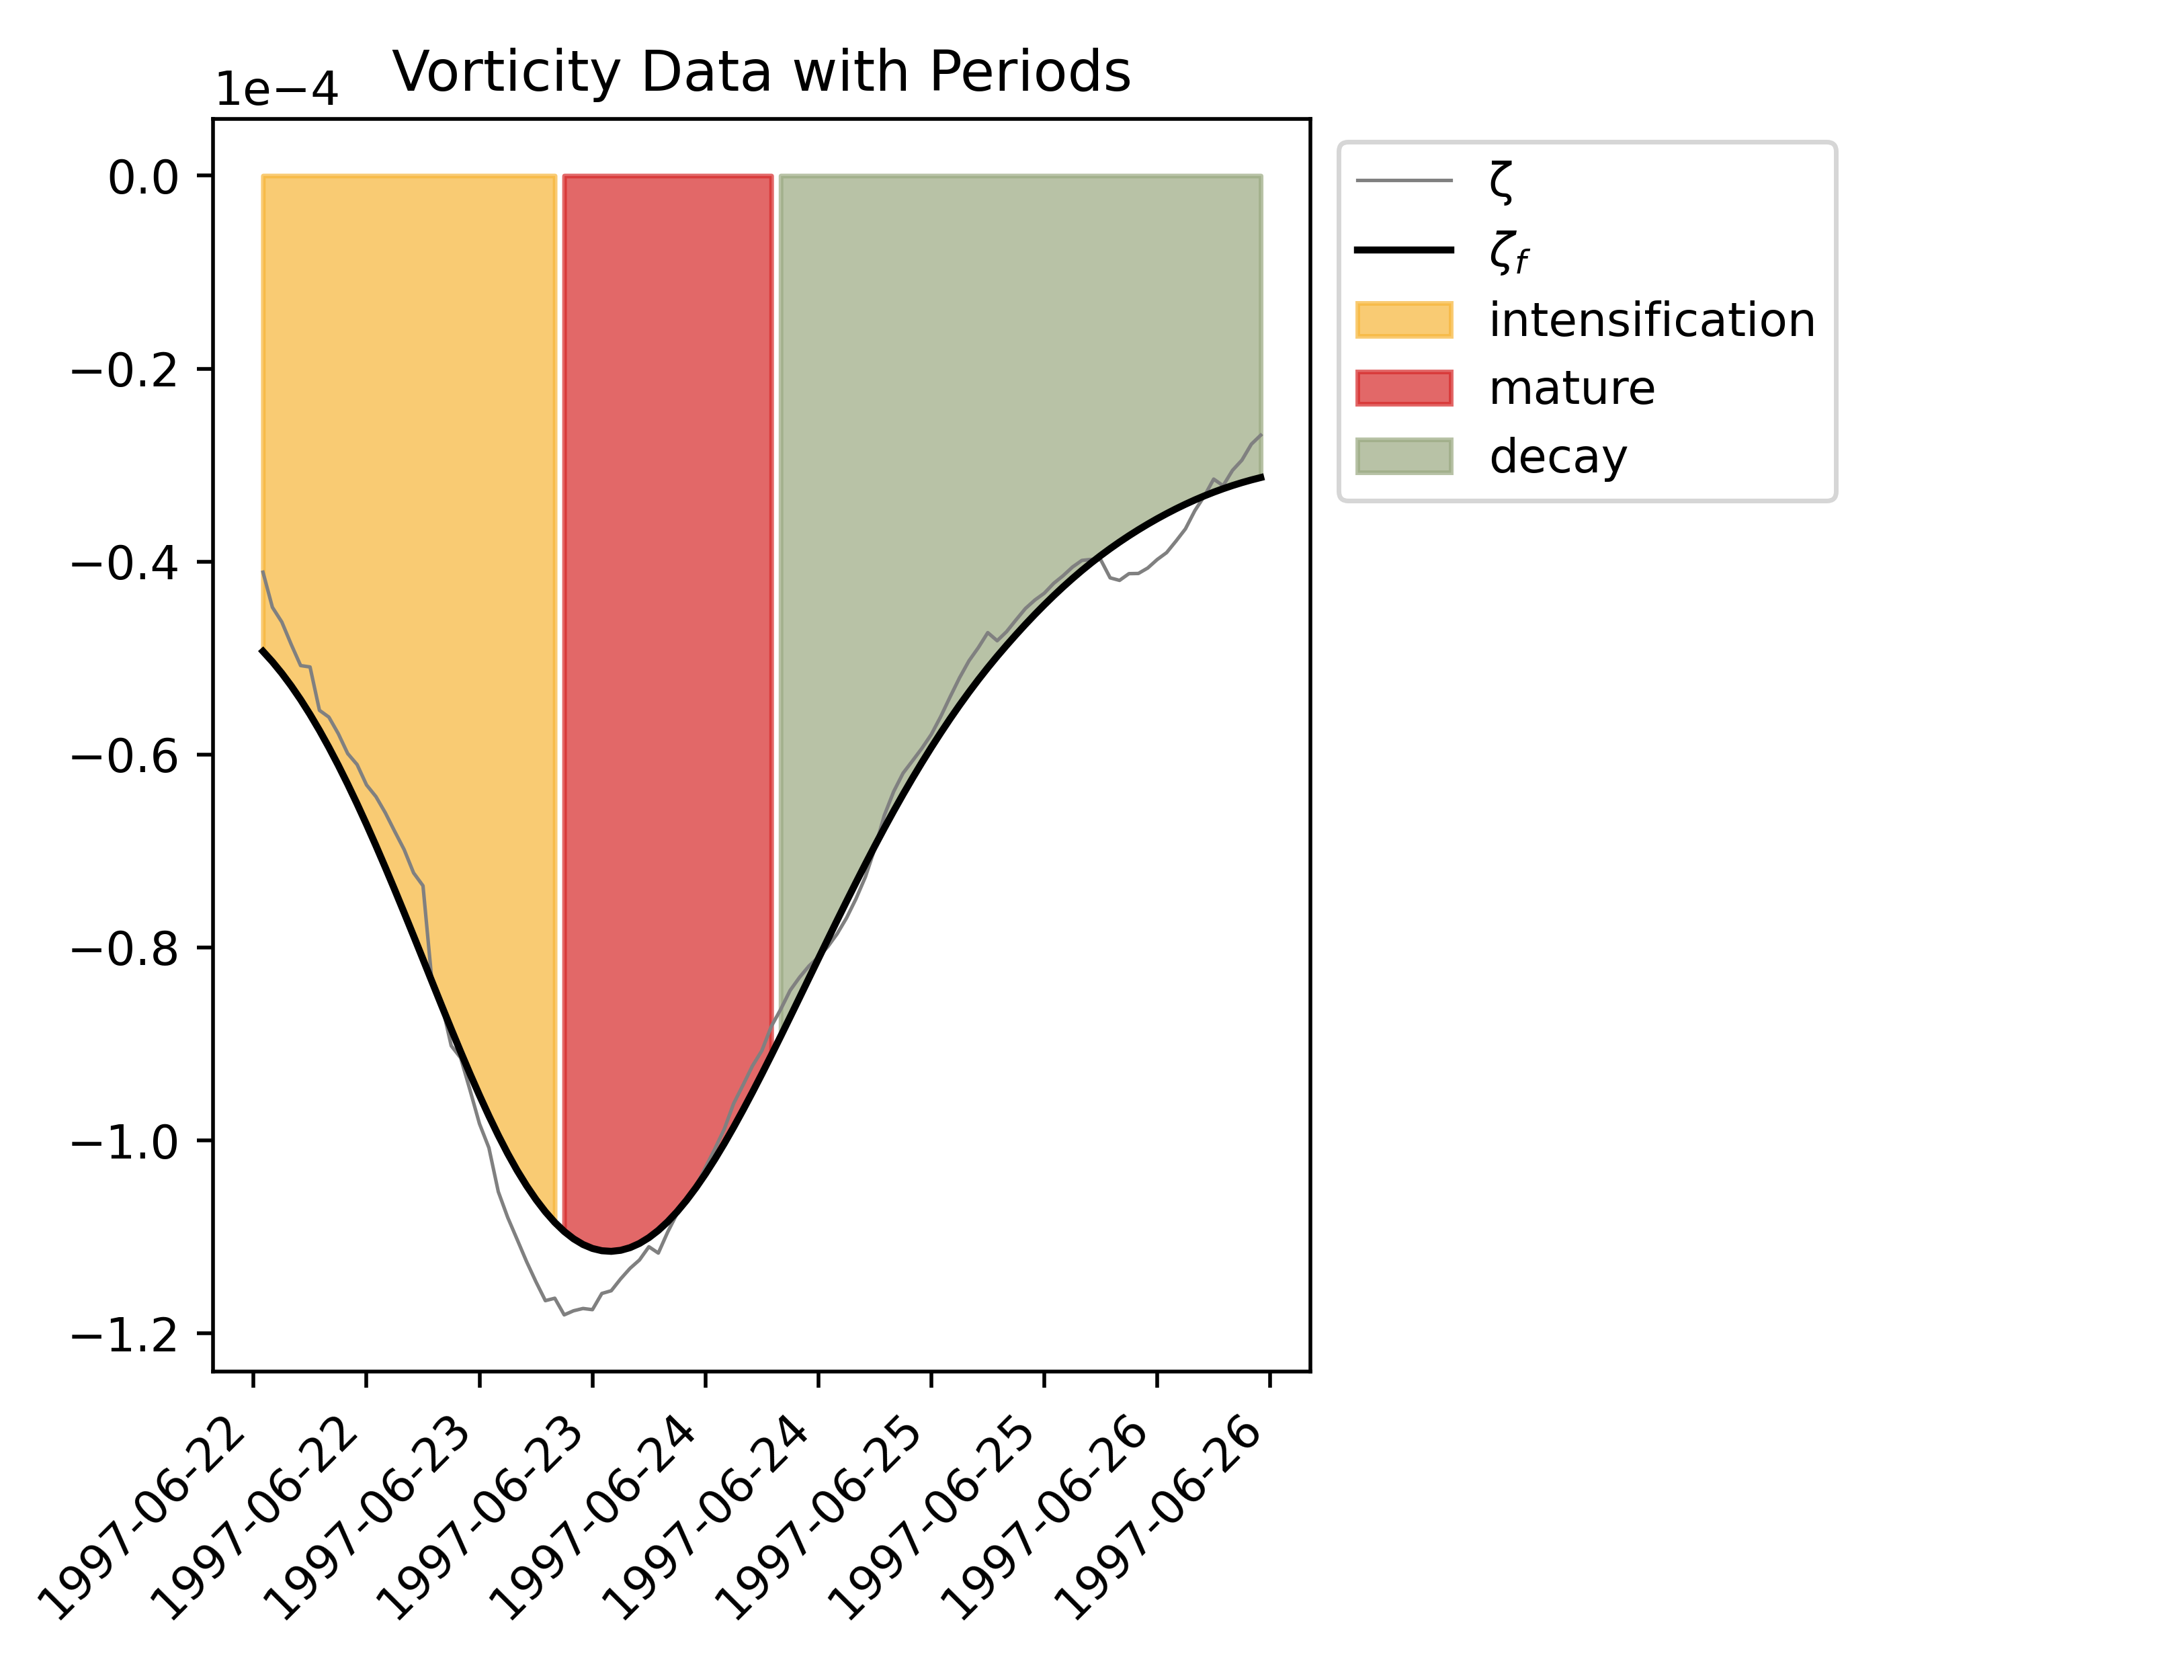 Vorticity Data with Periods
1e−4
0.0
−0.2
−0.4
−0.6
−0.8
−1.0
−1.2
1997-06-22
1997-06-22
1997-06-23
1997-06-23
1997-06-24
1997-06-24
1997-06-25
1997-06-25
1997-06-26
1997-06-26
ζ
ζf
intensification
mature
decay